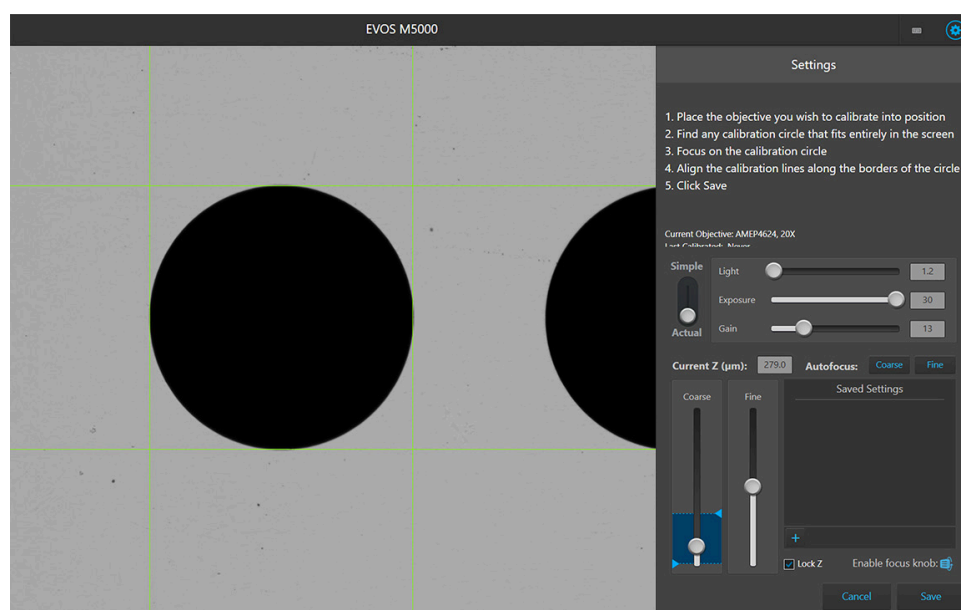 EVOS M5000
Settings
1. Place the objective you wish to calibrate into position
2. Find any calibration circle that fits entirely in the screen
3. Focus on the calibration circle
4. Align the calibration lines along the borders of the circle
5. Click Save
Current Objective: AMEP4624, 20X
Last Calibrated: Never
Simple
Actual
Light 1.2
Exposure 30
Gain 13
Current Z (µm): 279.0 Autofocus: Coarse Fine
Coarse Fine Saved Settings
+
Lock Z Enable focus knob:
Cancel Save